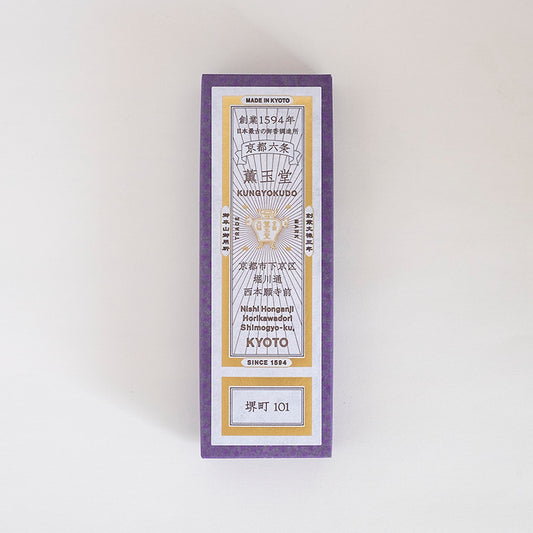 MADE IN KYOTO
創業1594年
日本最古の御香調進所
京都六条
薫玉堂
KUNGYOKUDO
TRADE
MARK
京都市下京区
堀川通
西本願寺前
Nishi Honganji
Horikawadori
Shimogyo-ku,
KYOTO
SINCE 1594
堺町 101